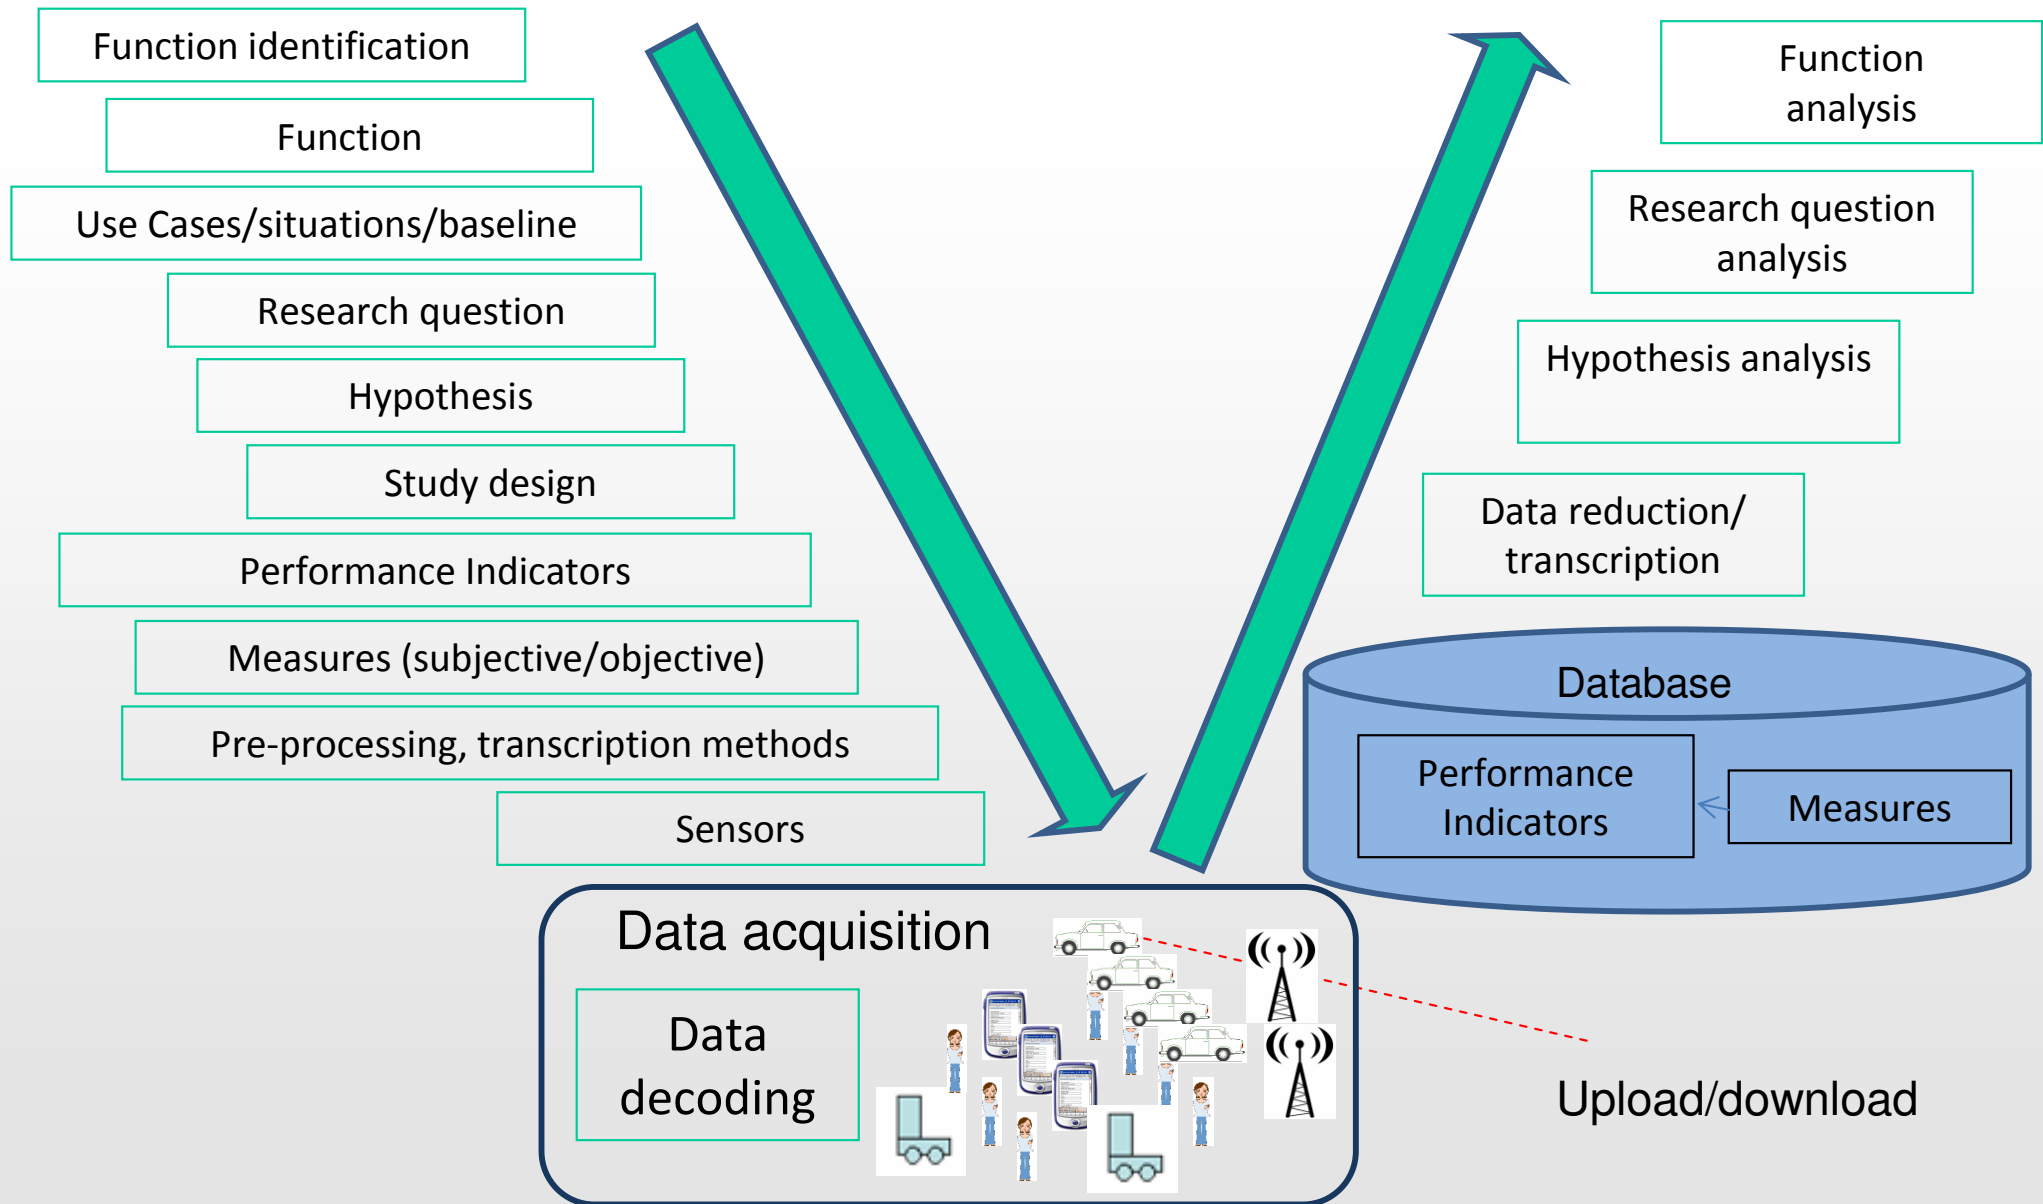 Function identification
Function
Use Cases/situations/baseline
Research question
Hypothesis
Study design
Performance Indicators
Measures (subjective/objective)
Pre-processing, transcription methods
Sensors
Data acquisition
Data
decoding
Function
analysis
Research question
analysis
Hypothesis analysis
Data reduction/
transcription
Database
Performance
Indicators
Measures
Upload/download